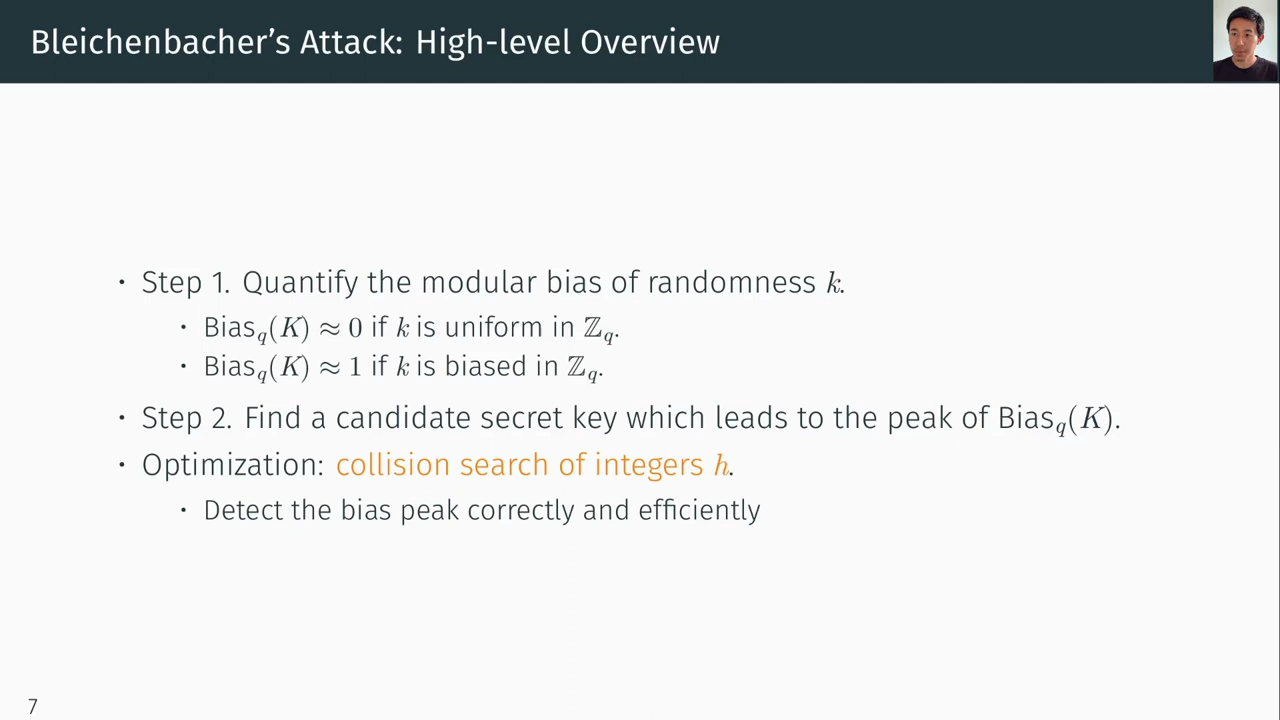 Bleichenbacher's Attack: High-level Overview
• Step 1. Quantify the modular bias of randomness k.
• Bias_q(K) ≈ 0 if k is uniform in ℤ_q.
• Bias_q(K) ≈ 1 if k is biased in ℤ_q.
• Step 2. Find a candidate secret key which leads to the peak of Bias_q(K).
• Optimization: collision search of integers h.
• Detect the bias peak correctly and efficiently
7